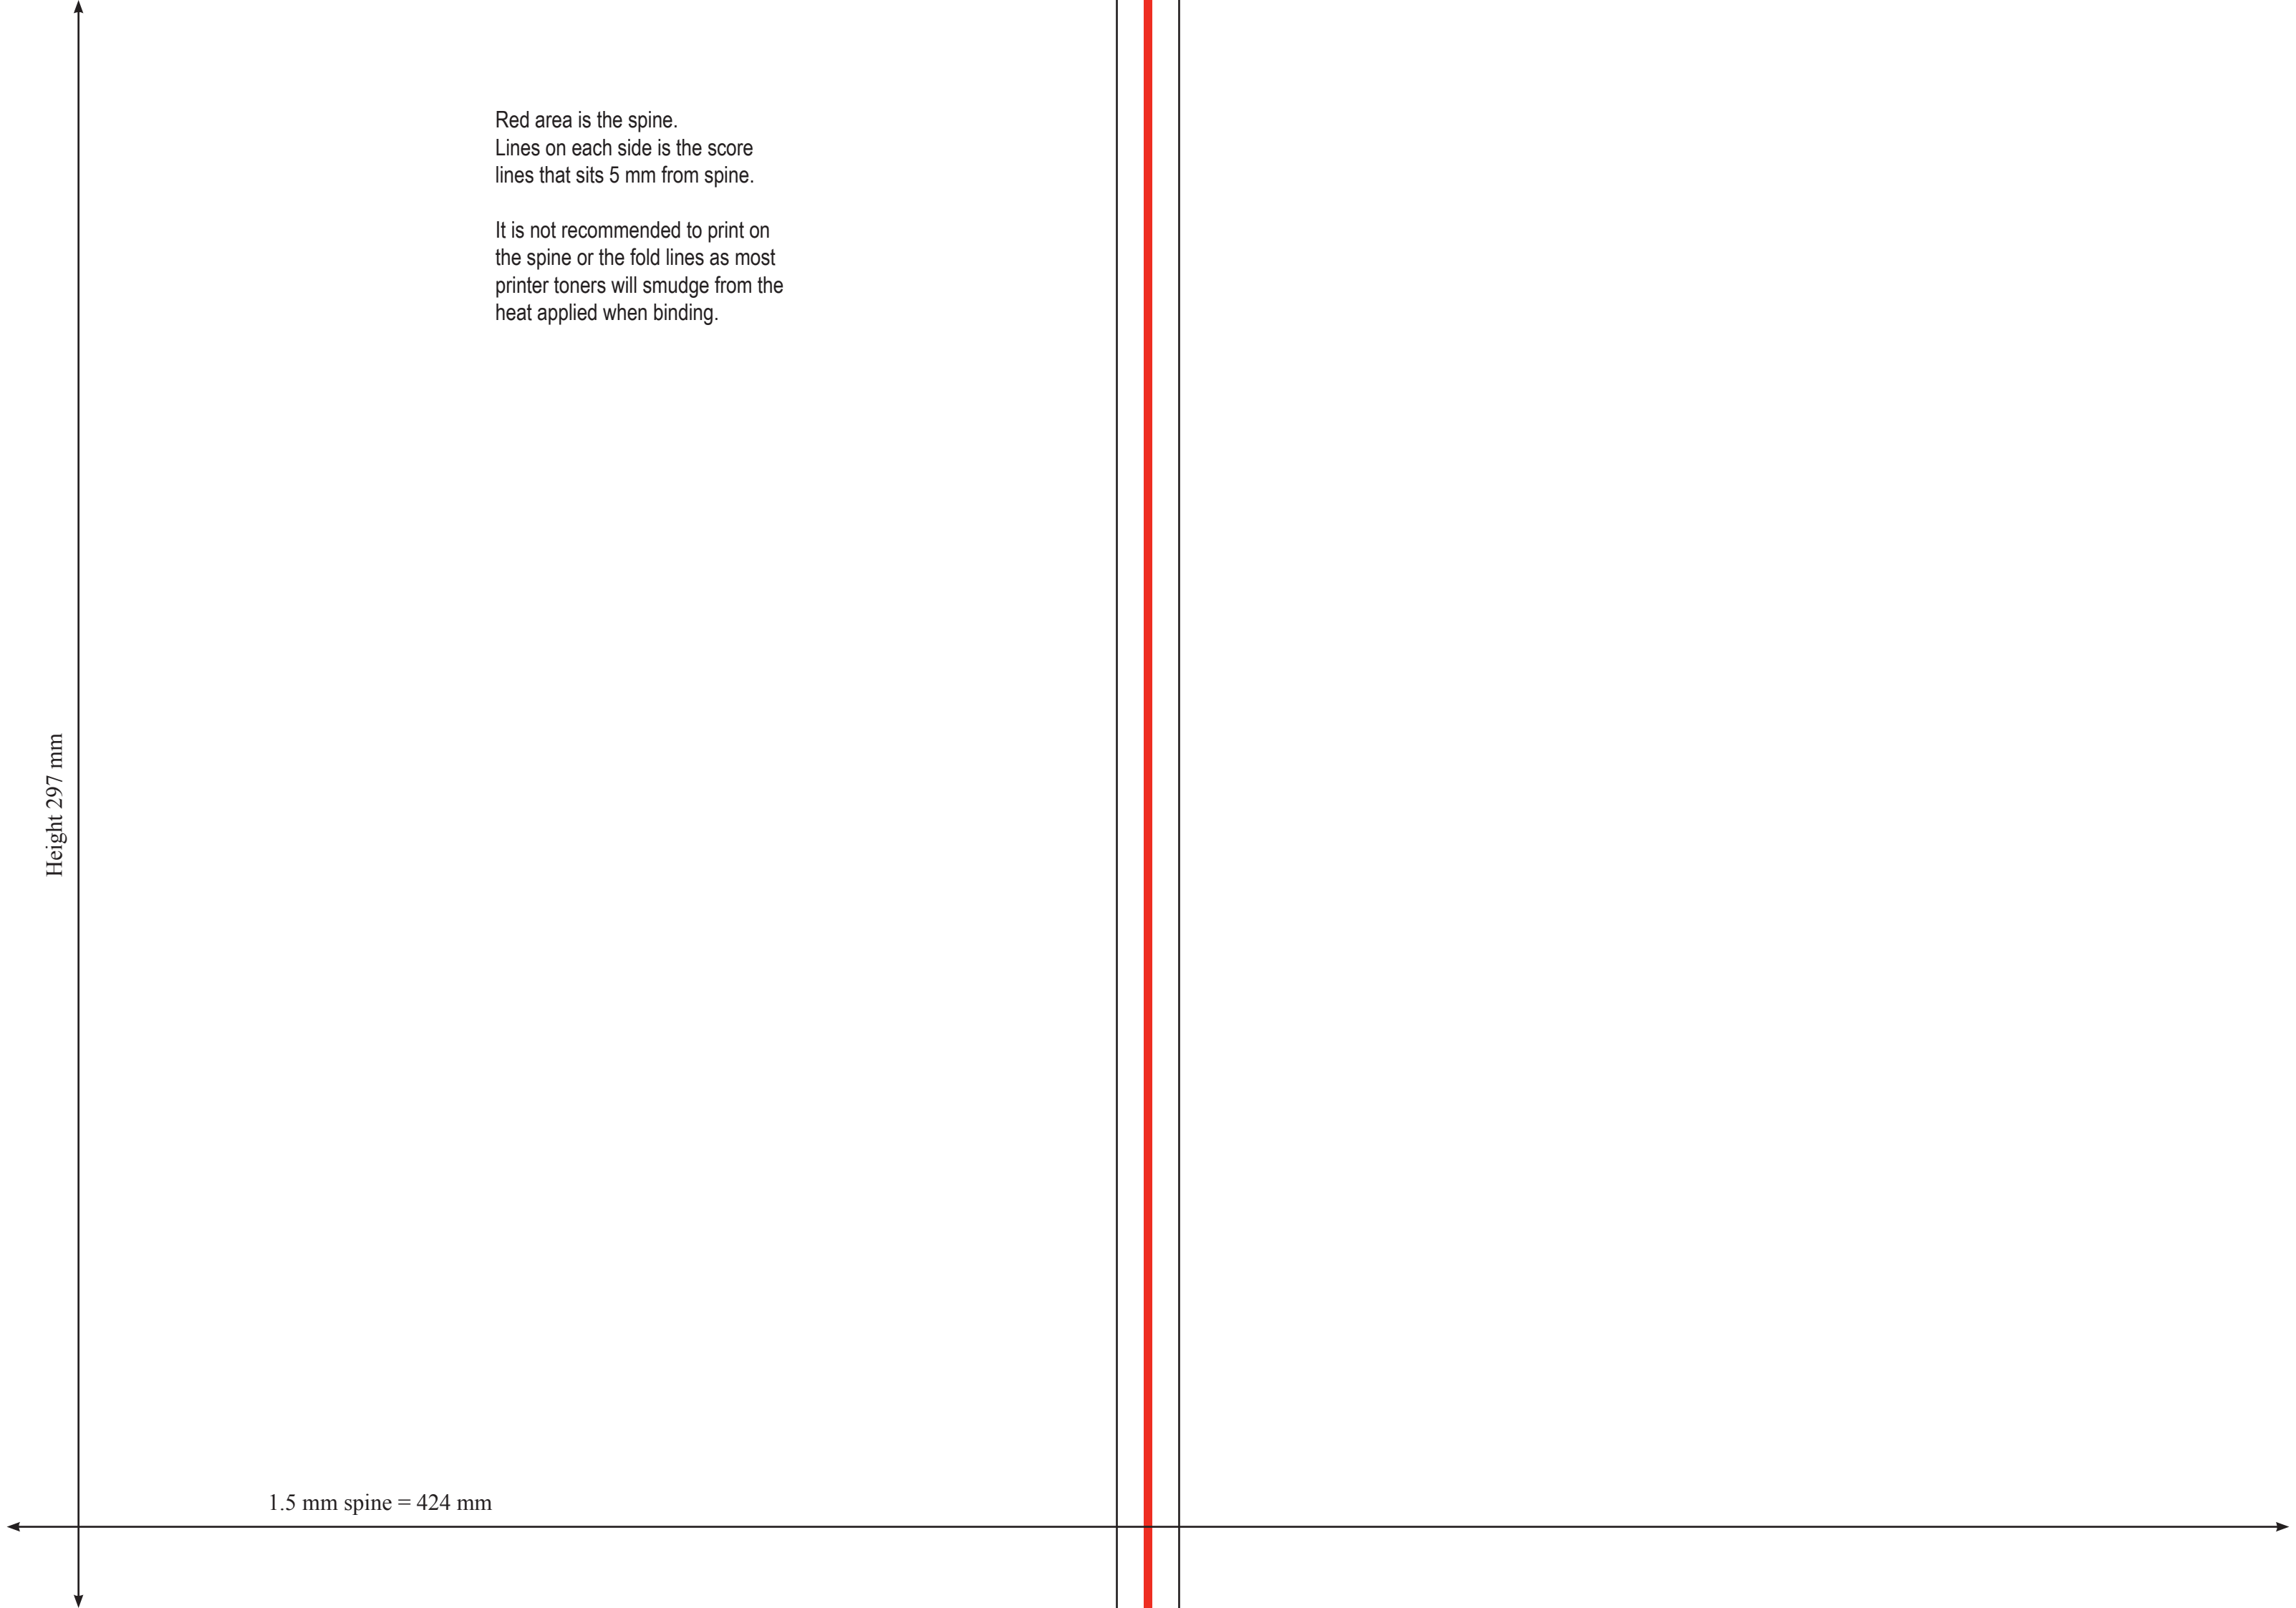 Red area is the spine.
Lines on each side is the score
lines that sits 5 mm from spine.
It is not recommended to print on
the spine or the fold lines as most
printer toners will smudge from the
heat applied when binding.
Height 297 mm
1.5 mm spine = 424 mm